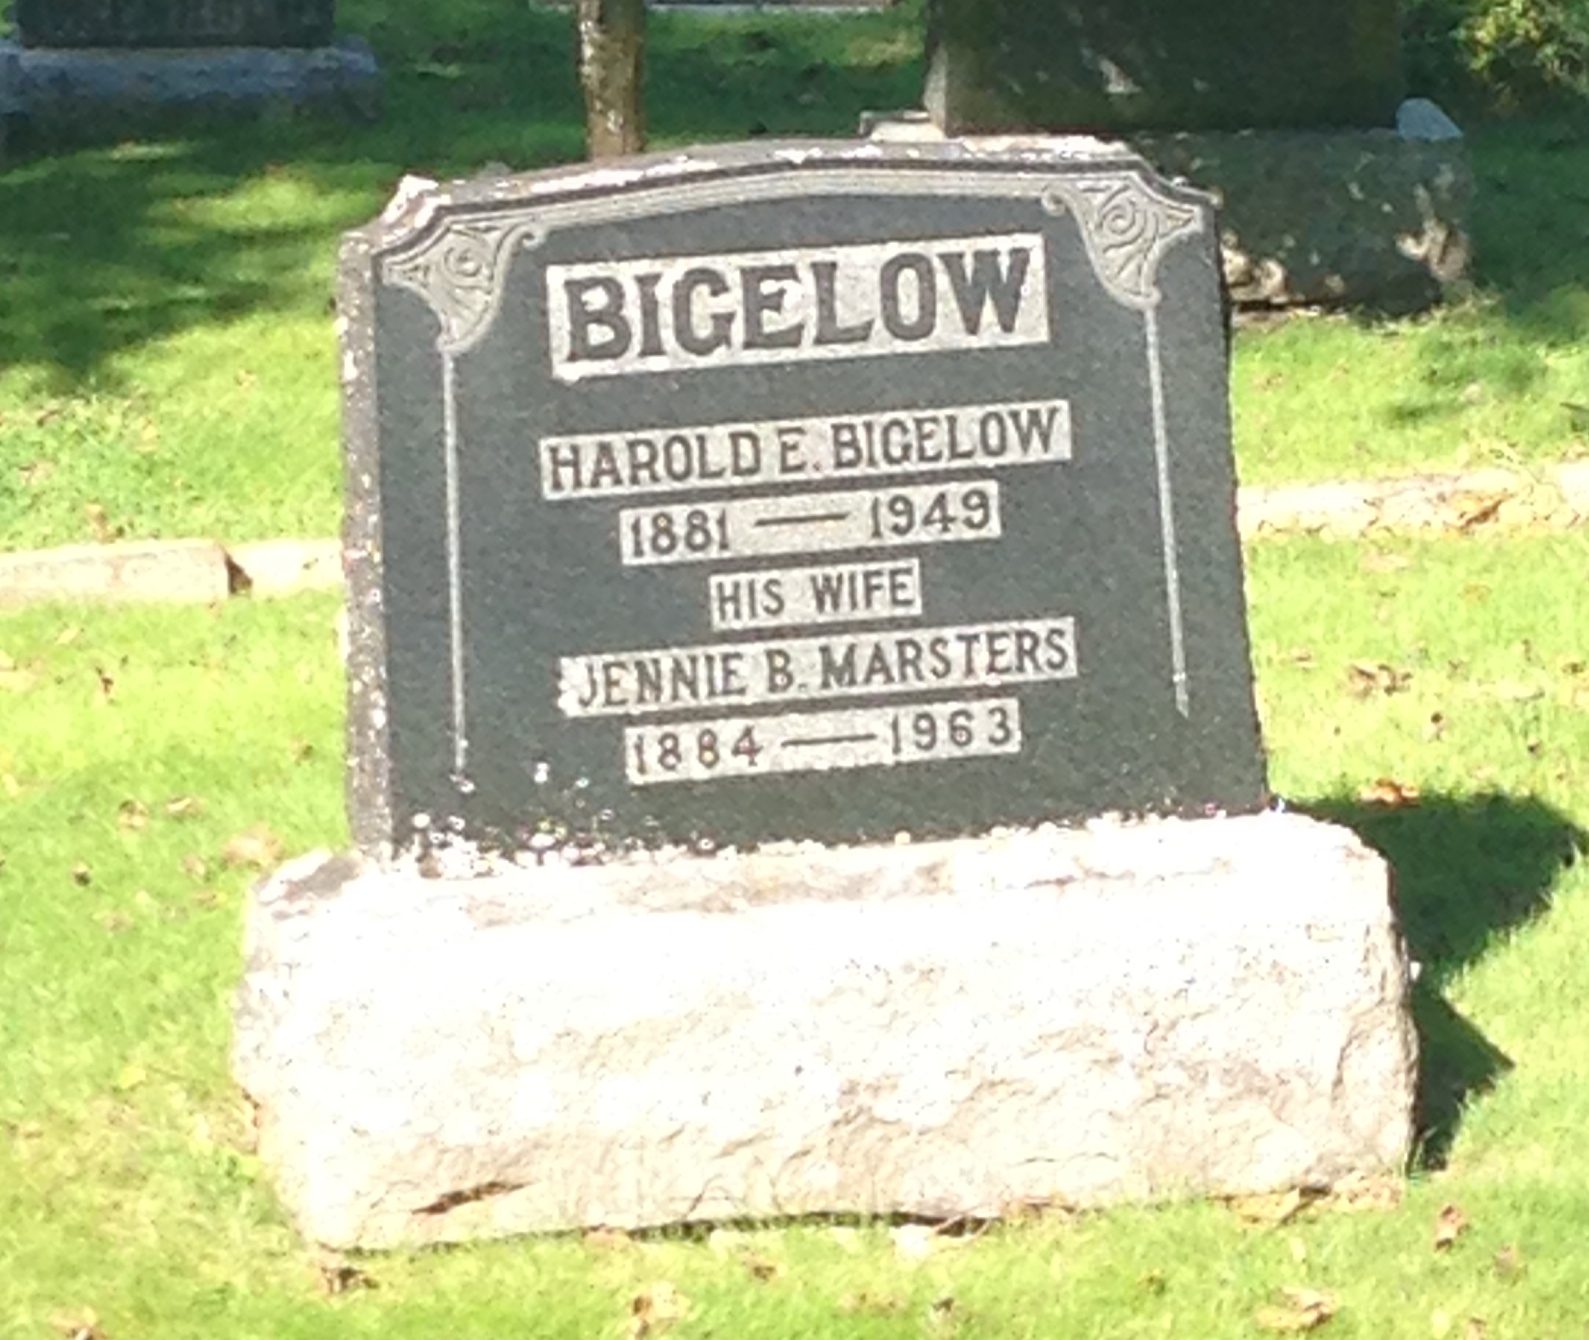 BIGELOW
HAROLD E. BIGELOW
1881 — 1949
HIS WIFE
JENNIE B. MARSTERS
1884 — 1963